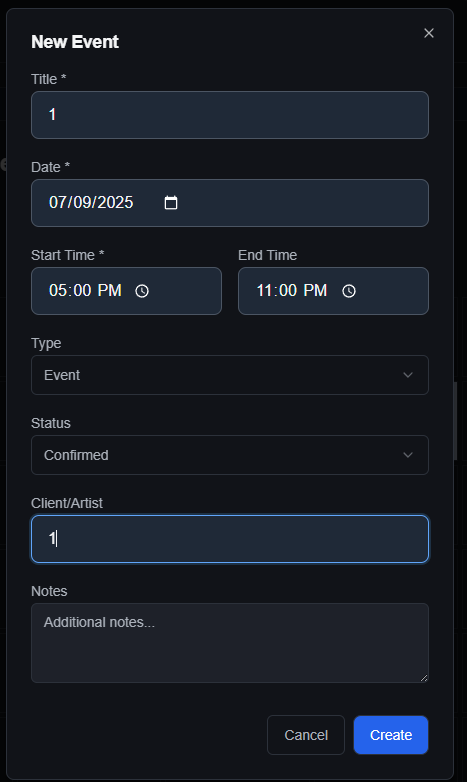 New Event
Title *
1
Date *
07/09/2025
Start Time * End Time
05:00 PM 11:00 PM
Type
Event
Status
Confirmed
Client/Artist
1
Notes
Additional notes...
Cancel Create